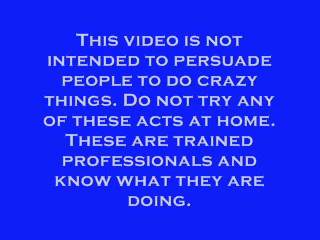 This video is not
intended to persuade
people to do crazy
things. Do not try any
of these acts at home.
These are trained
professionals and
know what they are
doing.